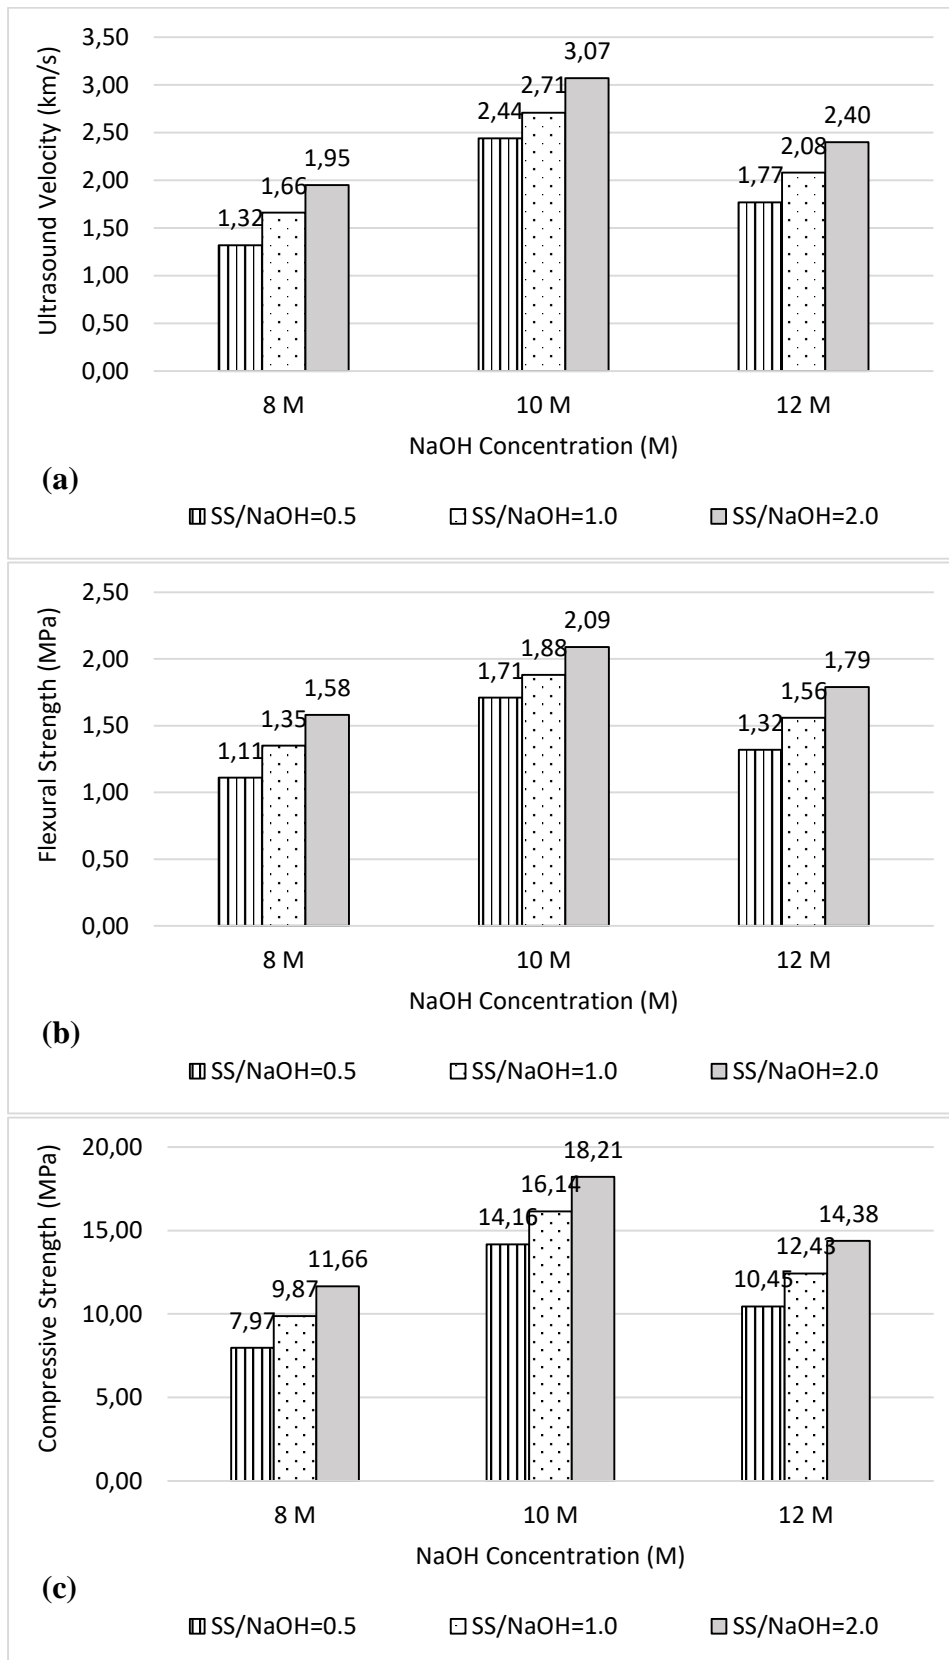 Ultrasound Velocity (km/s)
3,50
3,00
2,50
2,00
1,50
1,00
0,50
0,00
1,32
1,66
1,95
2,44
2,71
3,07
1,77
2,08
2,40
8 M
10 M
12 M
NaOH Concentration (M)
(a)
SS/NaOH=0.5
SS/NaOH=1.0
SS/NaOH=2.0
Flexural Strength (MPa)
2,50
2,00
1,50
1,00
0,50
0,00
1,11
1,35
1,58
1,71
1,88
2,09
1,32
1,56
1,79
8 M
10 M
12 M
NaOH Concentration (M)
(b)
SS/NaOH=0.5
SS/NaOH=1.0
SS/NaOH=2.0
Compressive Strength (MPa)
20,00
15,00
10,00
5,00
0,00
7,97
9,87
11,66
14,16
16,14
18,21
10,45
12,43
14,38
8 M
10 M
12 M
NaOH Concentration (M)
(c)
SS/NaOH=0.5
SS/NaOH=1.0
SS/NaOH=2.0